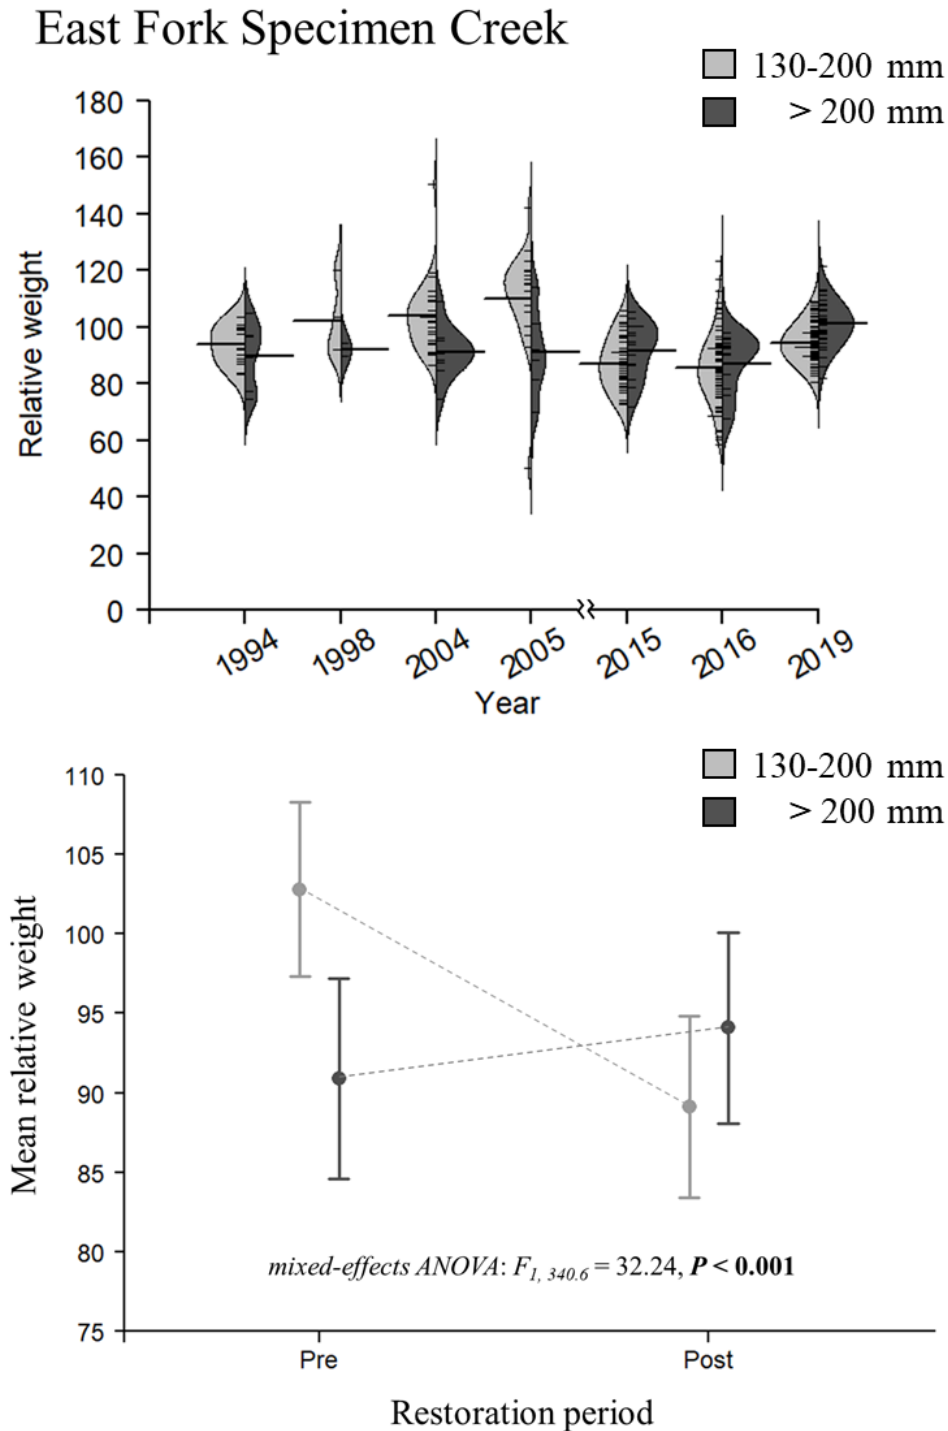 East Fork Specimen Creek
130-200 mm
> 200 mm
180
160
140
120
100
80
60
40
20
0
Relative weight
1994
1998
2004
2005
2015
2016
2019
Year
130-200 mm
> 200 mm
110
105
100
95
90
85
80
75
Mean relative weight
mixed-effects ANOVA: F1, 340.6 = 32.24, P < 0.001
Pre
Post
Restoration period